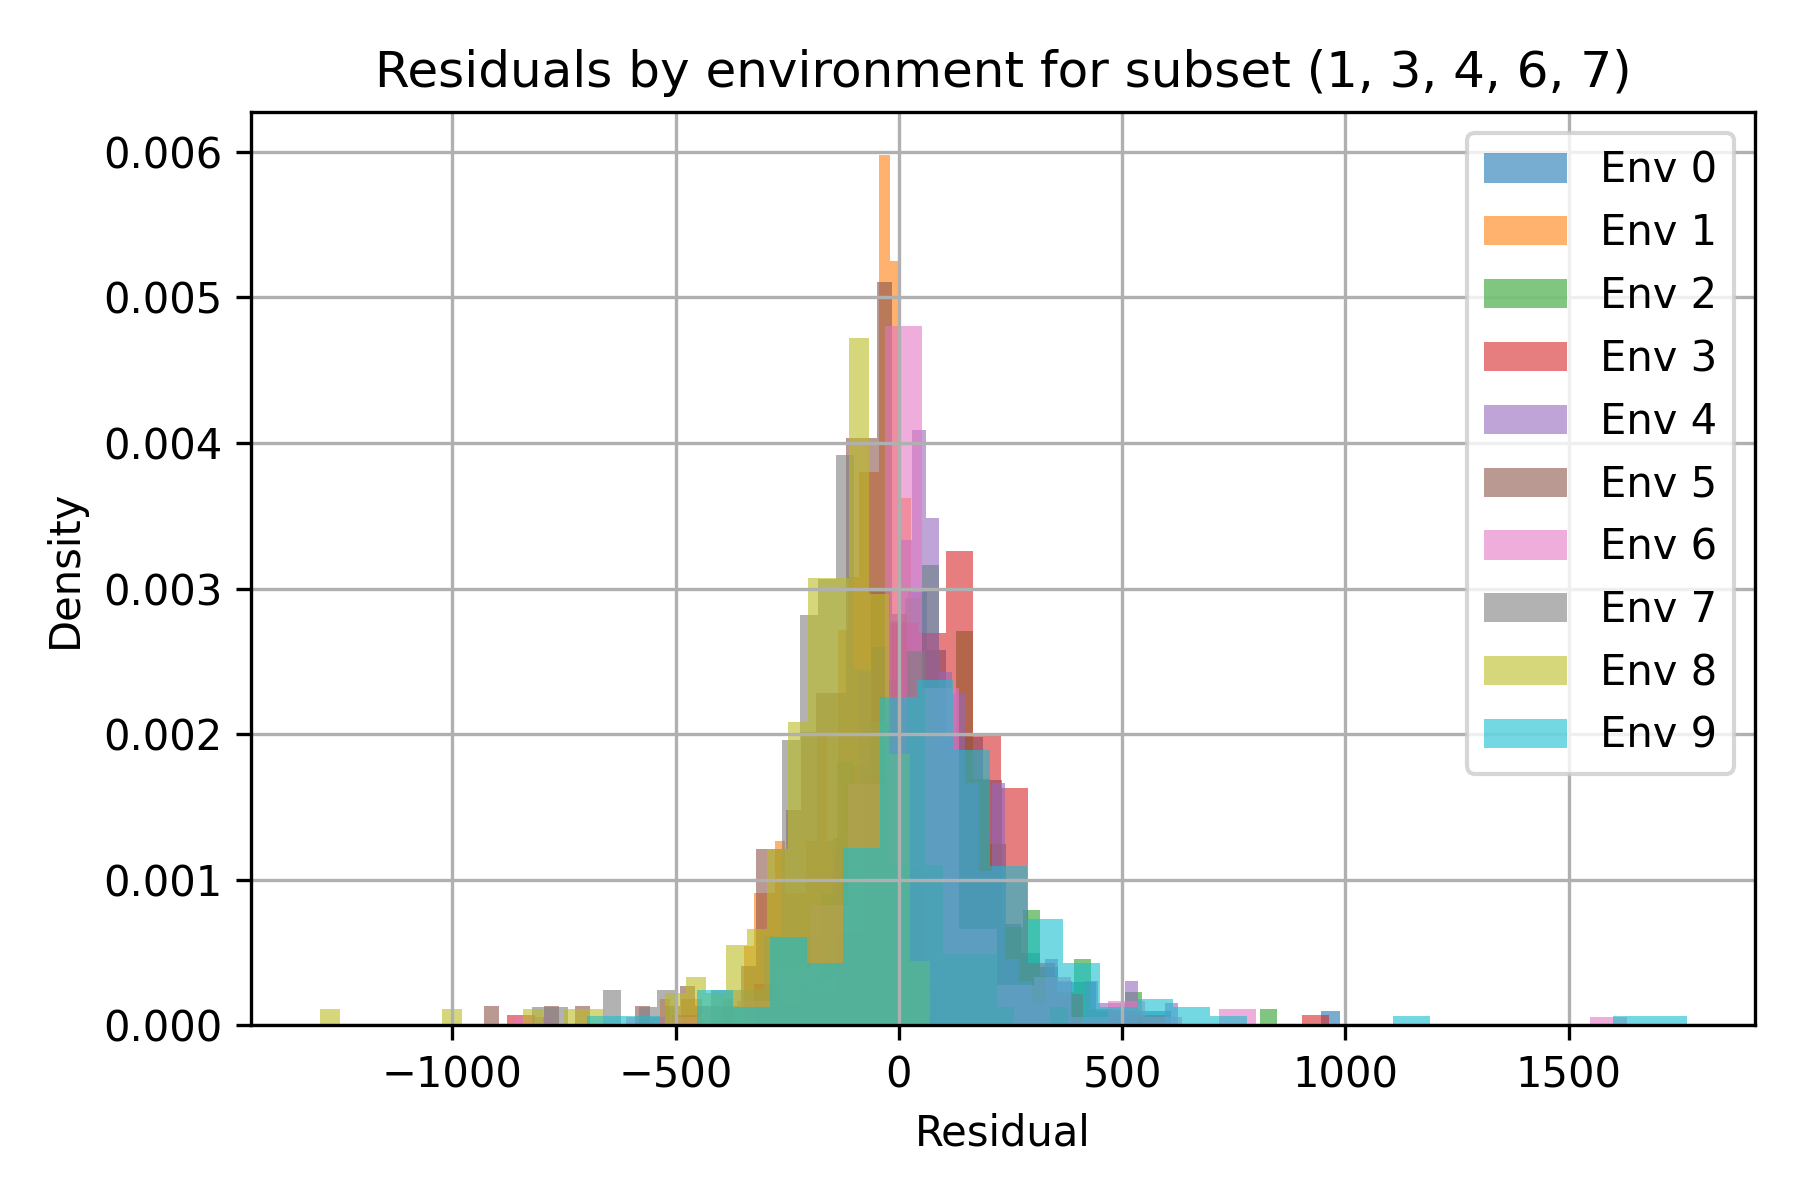 Residuals by environment for subset (1, 3, 4, 6, 7)
0.006
0.005
0.004
0.003
0.002
0.001
0.000
Density
−1000
−500
0
500
1000
1500
Residual
Env 0
Env 1
Env 2
Env 3
Env 4
Env 5
Env 6
Env 7
Env 8
Env 9